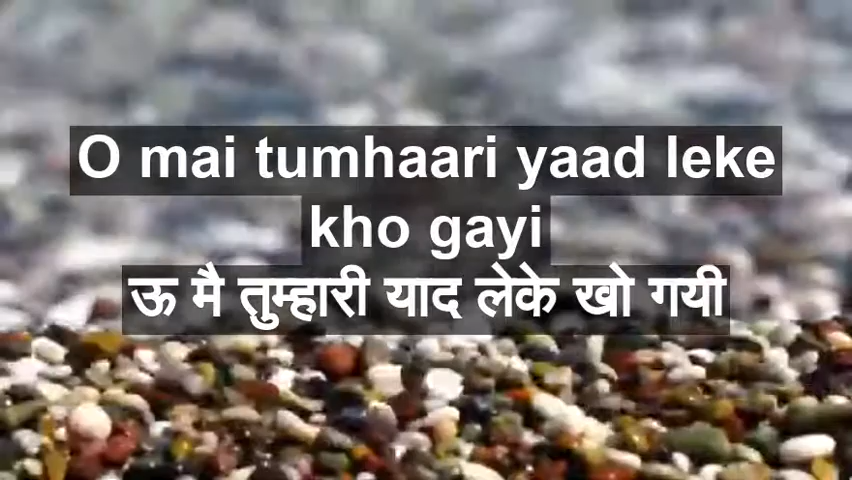 O mai tumhaari yaad leke
kho gayi
ऊ मै तुम्हारी याद लेके खो गयी